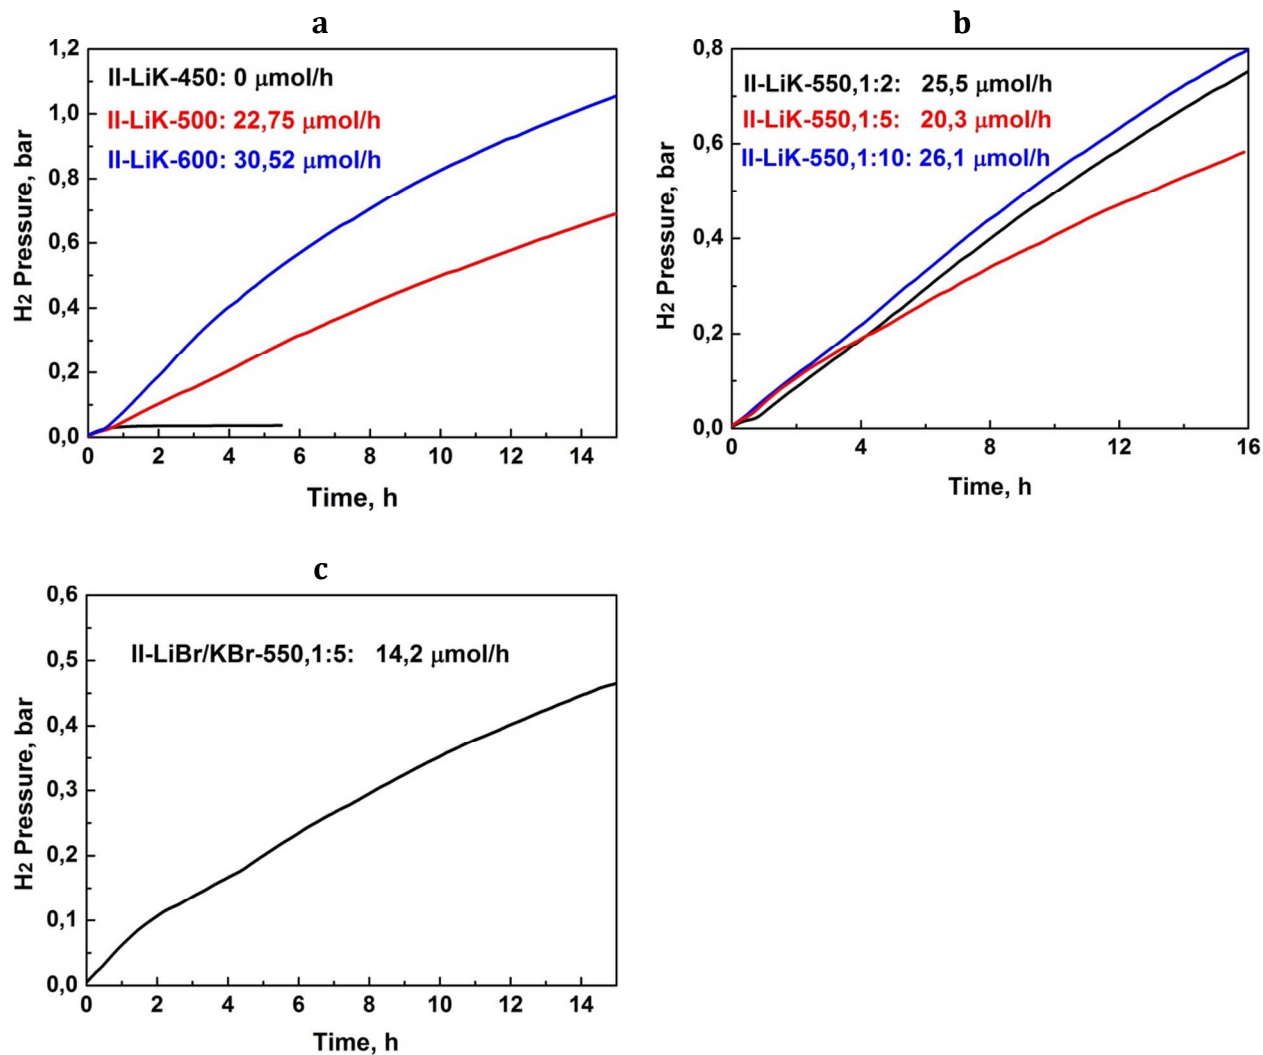 a
1,2
1,0
0,8
0,6
0,4
0,2
0,0
H2 Pressure, bar
II-LiK-450: 0 μmol/h
II-LiK-500: 22,75 μmol/h
II-LiK-600: 30,52 μmol/h
0 2 4 6 8 10 12 14
Time, h
b
0,8
0,6
0,4
0,2
0,0
H2 Pressure, bar
II-LiK-550,1:2: 25,5 μmol/h
II-LiK-550,1:5: 20,3 μmol/h
II-LiK-550,1:10: 26,1 μmol/h
0 4 8 12 16
Time, h
c
0,6
0,5
0,4
0,3
0,2
0,1
0,0
H2 Pressure, bar
II-LiBr/KBr-550,1:5: 14,2 μmol/h
0 2 4 6 8 10 12 14
Time, h